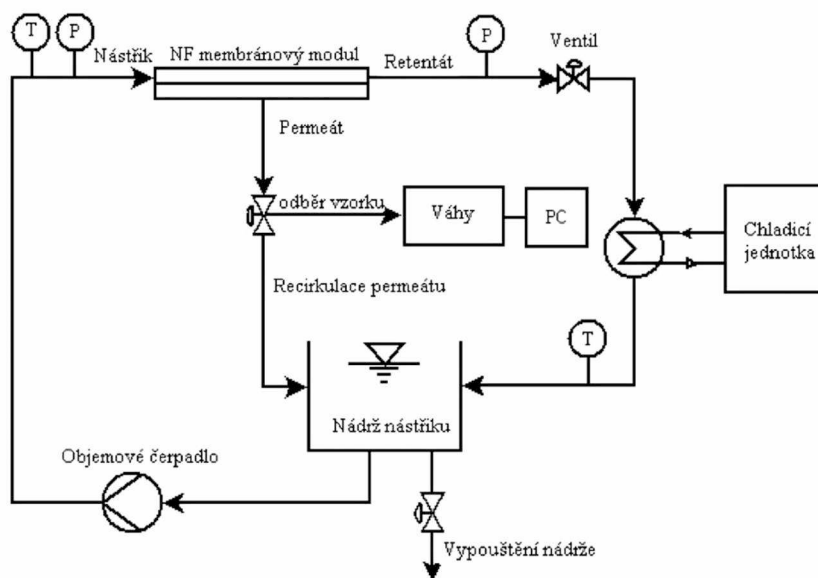 T
P
Nástřik
NF membránový modul
Retentát
P
Ventil
Permeát
odběr vzorku
Váhy
PC
Chladicí
jednotka
Recirkulace permeátu
T
Nádrž nástřiku
Objemové čerpadlo
Vypouštění nádrže